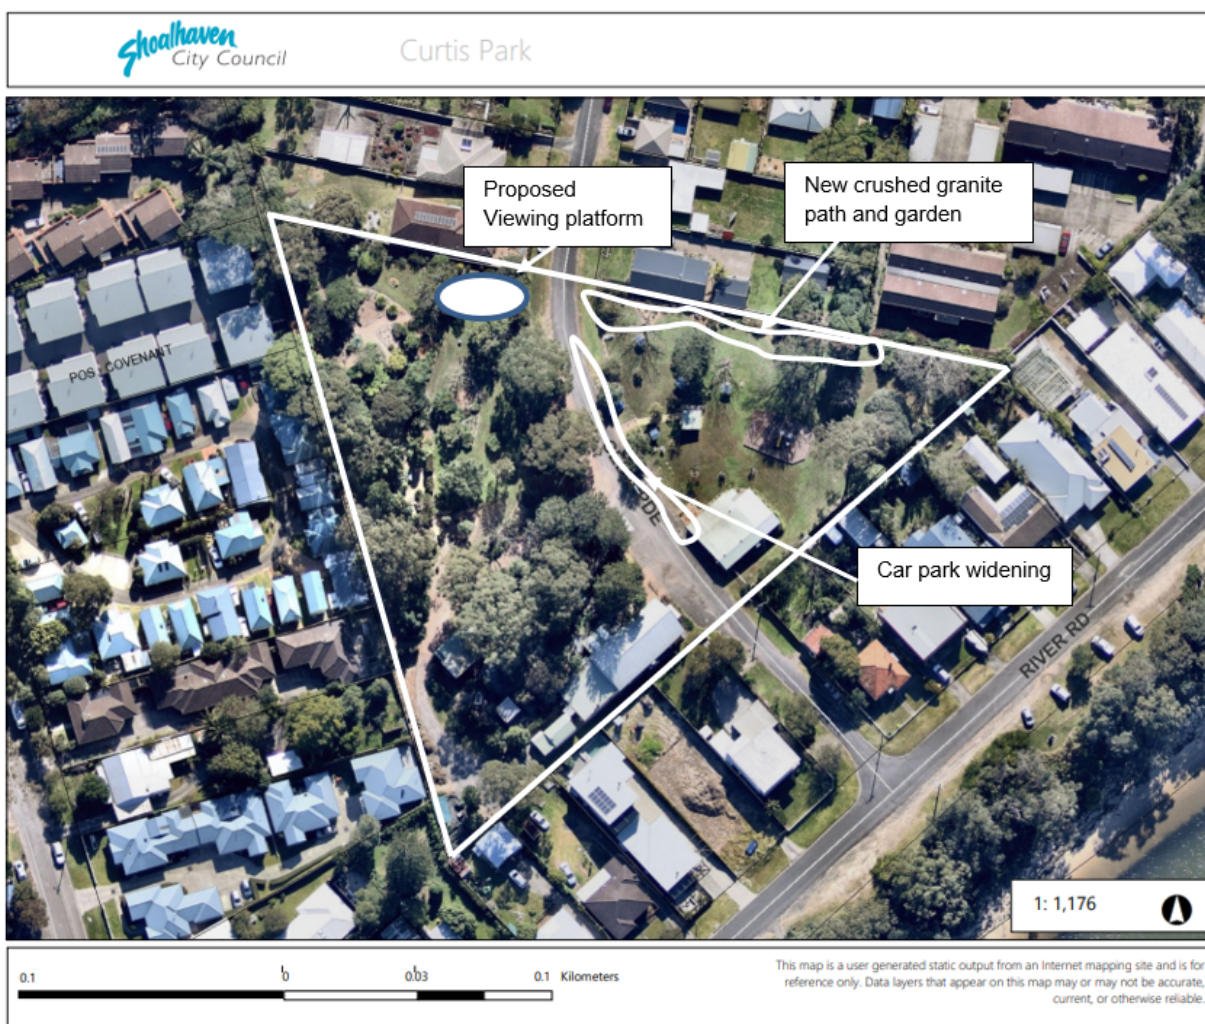 Shoalhaven
City Council
Curtis Park
Proposed
Viewing platform
New crushed granite
path and garden
POS : COVENANT
DE
Car park widening
RIVER RD
1: 1,176
0.1
0
0.03
0.1
Kilometers
This map is a user generated static output from an Internet mapping site and is for
reference only. Data layers that appear on this map may or may not be accurate,
current, or otherwise reliable.